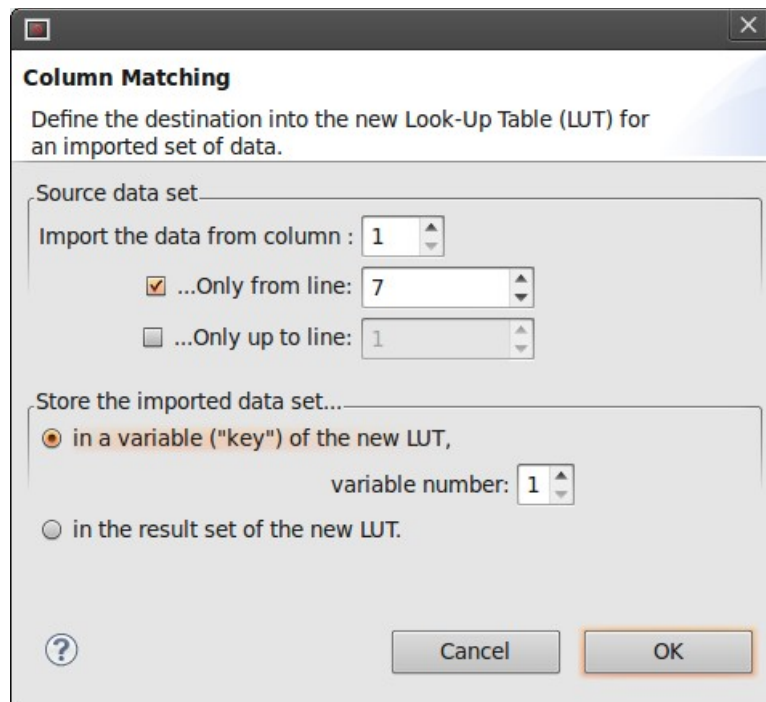 Column Matching
Define the destination into the new Look-Up Table (LUT) for
an imported set of data.
Source data set
Import the data from column : 1
...Only from line: 7
...Only up to line: 1
Store the imported data set...
in a variable ("key") of the new LUT,
variable number: 1
in the result set of the new LUT.
? Cancel OK